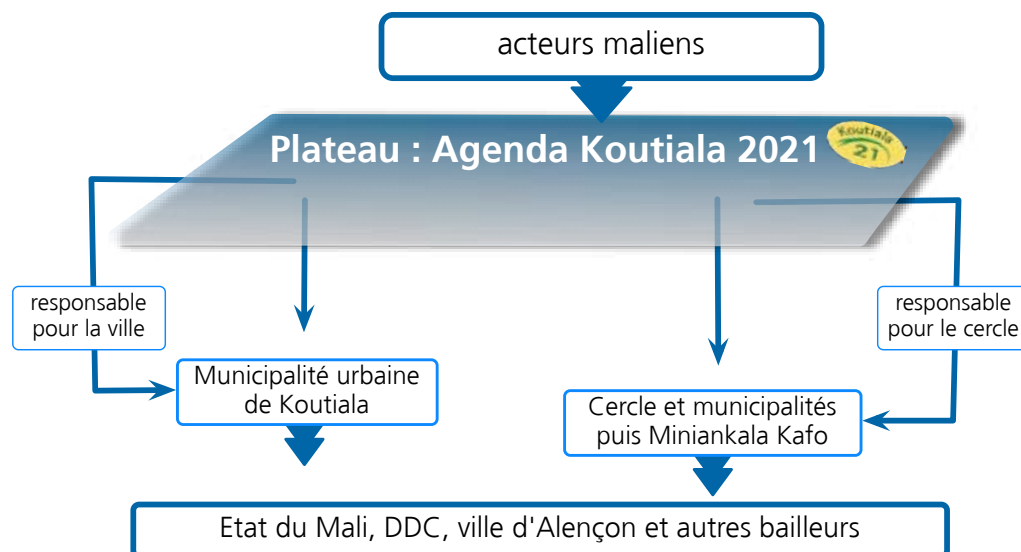 acteurs maliens
Plateau : Agenda Koutiala 2021
Koutiala
21
responsable
pour la ville
responsable
pour le cercle
Municipalité urbaine
de Koutiala
Cercle et municipalités
puis Miniankala Kafo
Etat du Mali, DDC, ville d'Alençon et autres bailleurs